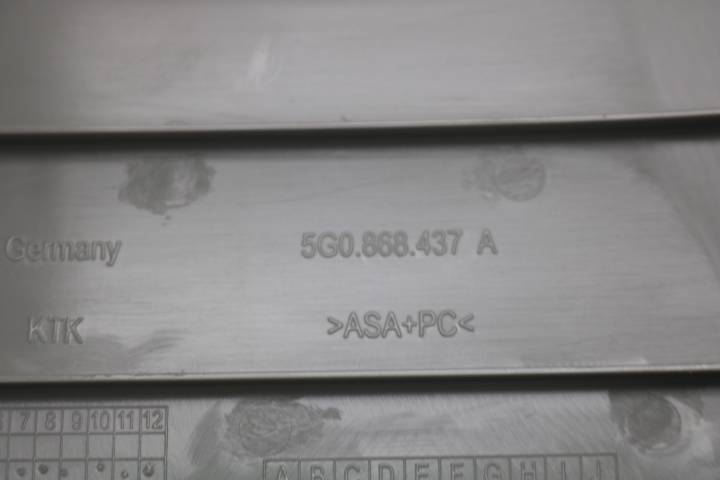 Germany 5G0.868.437 A
KTK >ASA+PC<
7 8 9 10 11 12
A B C D E F G H I J